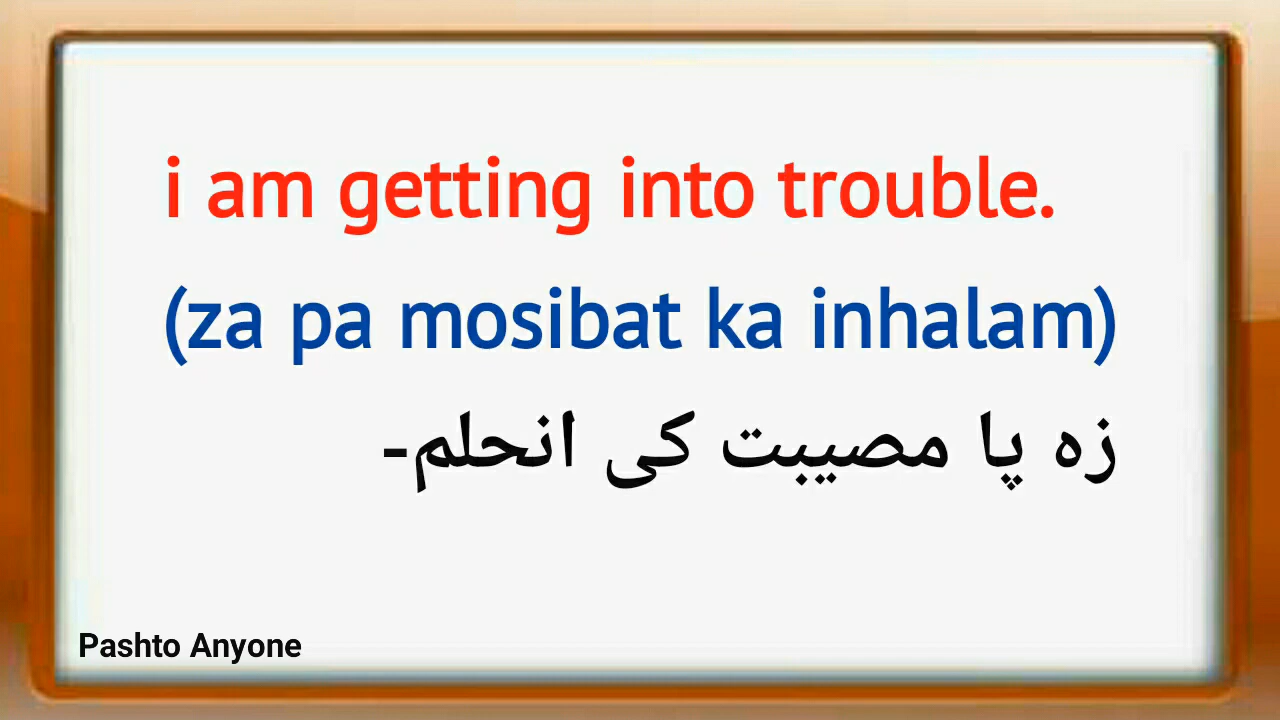 i am getting into trouble.
(za pa mosibat ka inhalam)
زه پا مصیبت کی انحلم-
Pashto Anyone